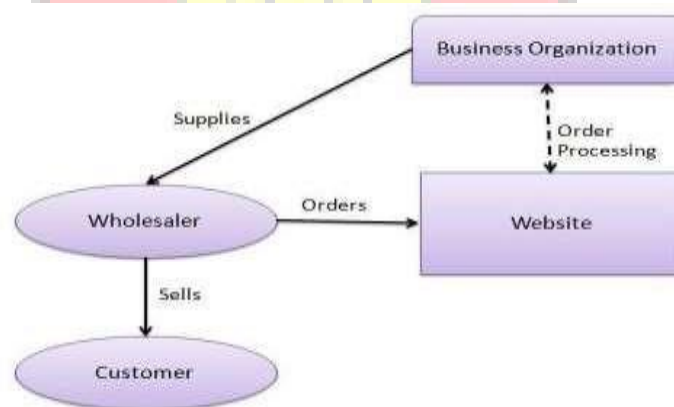 Business Organization
Supplies
Order
Processing
Wholesaler
Orders
Website
Sells
Customer